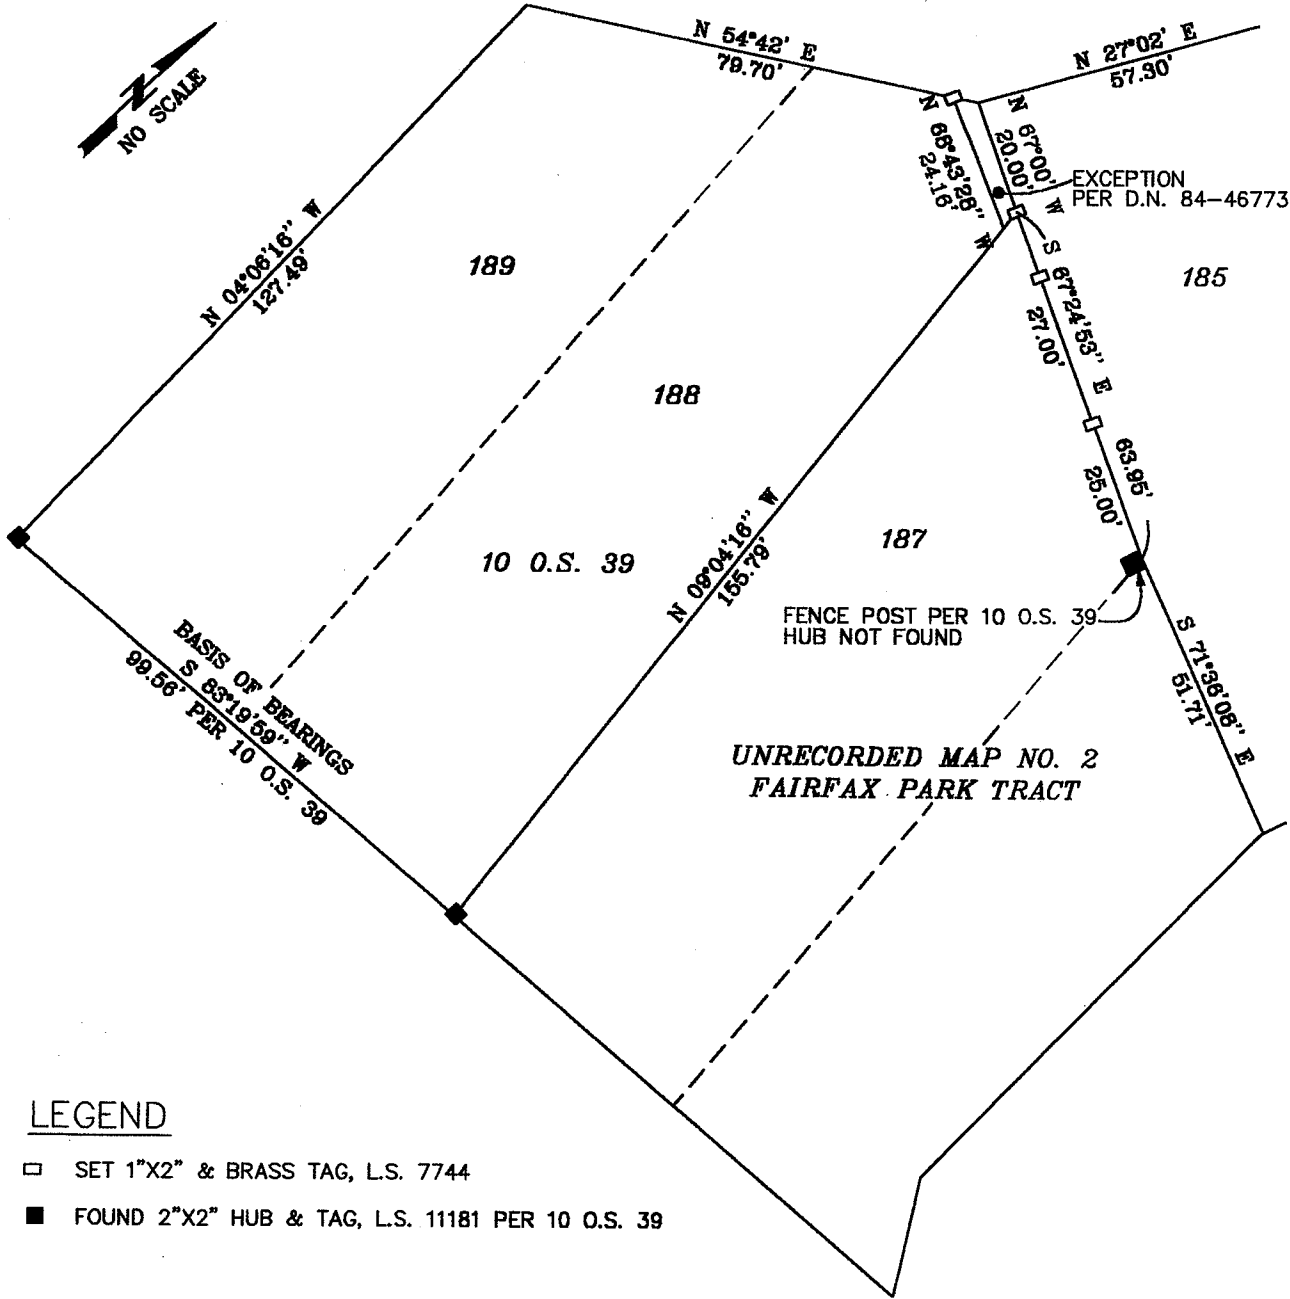 N 54°42' E
79.70'
N 27°02' E
57.30'
N
NO SCALE
N 67°00' W
20.00'
N 68°43'28" W
24.16'
EXCEPTION
PER D.N. 84-46773
N 04°06'16" W
127.49'
189
185
S 67°24'53" E
27.00'
188
63.95'
25.00'
N 09°04'16" W
155.79'
187
10 O.S. 39
FENCE POST PER 10 O.S. 39
HUB NOT FOUND
S 71°36'08" E
51.71'
BASIS OF BEARINGS
S 83°19'59" W
99.56' PER 10 O.S. 39
UNRECORDED MAP NO. 2
FAIRFAX PARK TRACT
LEGEND
SET 1"X2" & BRASS TAG, L.S. 7744
FOUND 2"X2" HUB & TAG, L.S. 11181 PER 10 O.S. 39